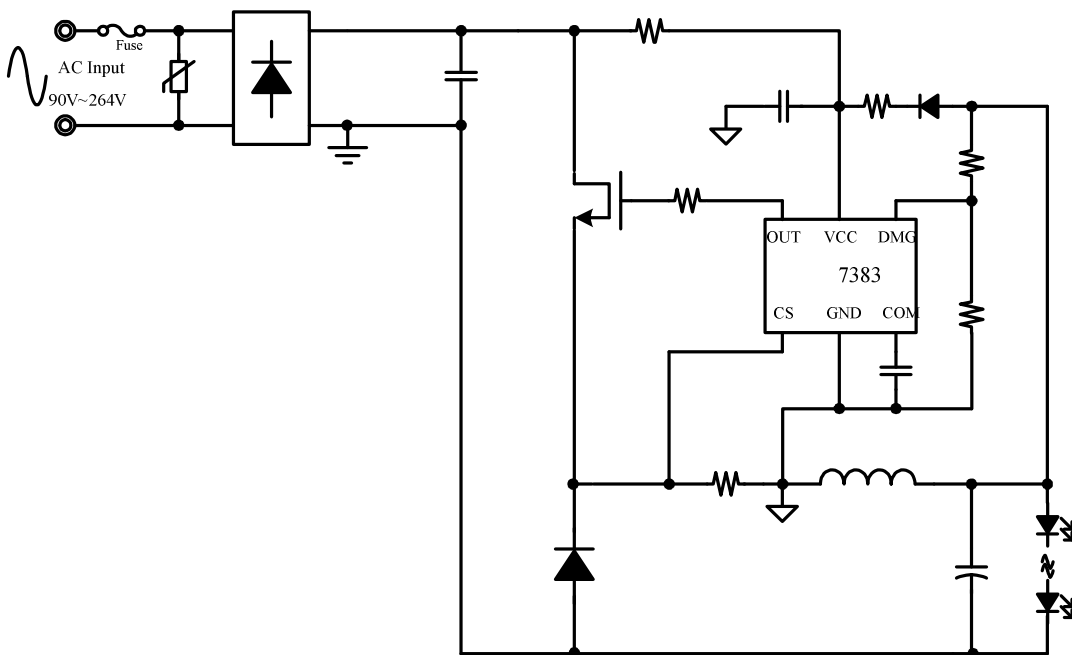 Fuse
AC Input
90V~264V
OUT VCC DMG
7383
CS GND COM